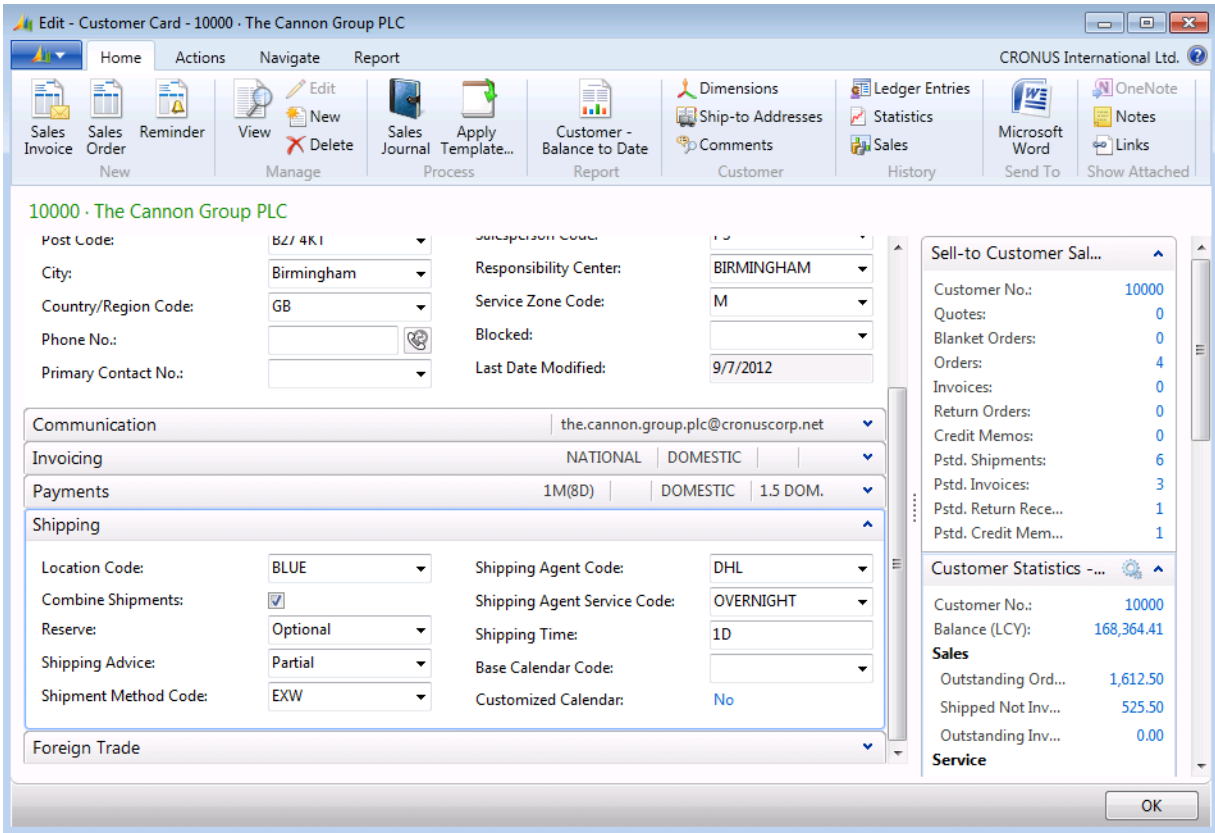 Edit - Customer Card - 10000 · The Cannon Group PLC
Home Actions Navigate Report CRONUS International Ltd.
Sales Invoice
Sales Order
Reminder
New
View
Edit
New
Delete
Manage
Sales Journal
Apply Template...
Process
Customer - Balance to Date
Report
Dimensions
Ship-to Addresses
Comments
Customer
Ledger Entries
Statistics
Sales
History
Microsoft Word
Send To
OneNote
Notes
Links
Show Attached
10000 · The Cannon Group PLC
Post Code: B27 4KT
City: Birmingham
Country/Region Code: GB
Phone No.:
Primary Contact No.:
Salesperson Code: PS
Responsibility Center: BIRMINGHAM
Service Zone Code: M
Blocked:
Last Date Modified: 9/7/2012
Communication the.cannon.group.plc@cronuscorp.net
Invoicing NATIONAL DOMESTIC
Payments 1M(8D) DOMESTIC 1.5 DOM.
Shipping
Location Code: BLUE
Combine Shipments:
Reserve: Optional
Shipping Advice: Partial
Shipment Method Code: EXW
Shipping Agent Code: DHL
Shipping Agent Service Code: OVERNIGHT
Shipping Time: 1D
Base Calendar Code:
Customized Calendar: No
Foreign Trade
Sell-to Customer Sal...
Customer No.: 10000
Quotes: 0
Blanket Orders: 0
Orders: 4
Invoices: 0
Return Orders: 0
Credit Memos: 0
Pstd. Shipments: 6
Pstd. Invoices: 3
Pstd. Return Rece... 1
Pstd. Credit Mem... 1
Customer Statistics -...
Customer No.: 10000
Balance (LCY): 168,364.41
Sales
Outstanding Ord... 1,612.50
Shipped Not Inv... 525.50
Outstanding Inv... 0.00
Service
OK